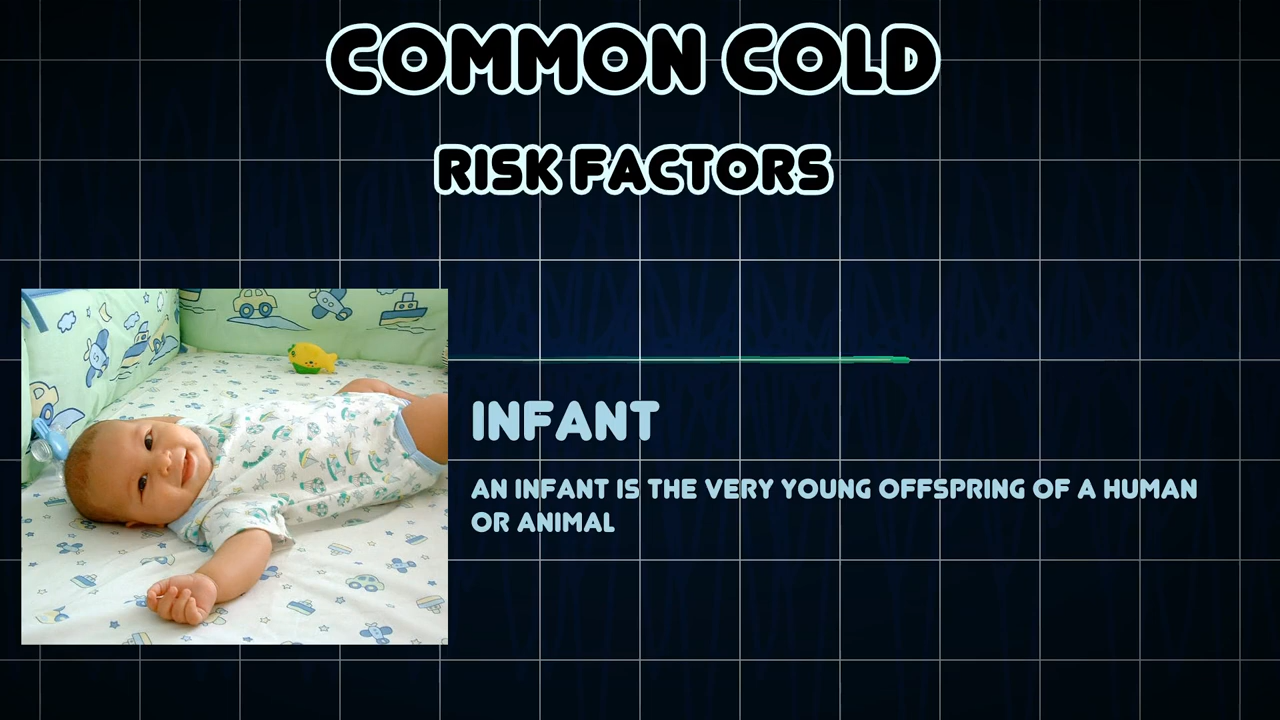 COMMON COLD
RISK FACTORS
INFANT
AN INFANT IS THE VERY YOUNG OFFSPRING OF A HUMAN
OR ANIMAL